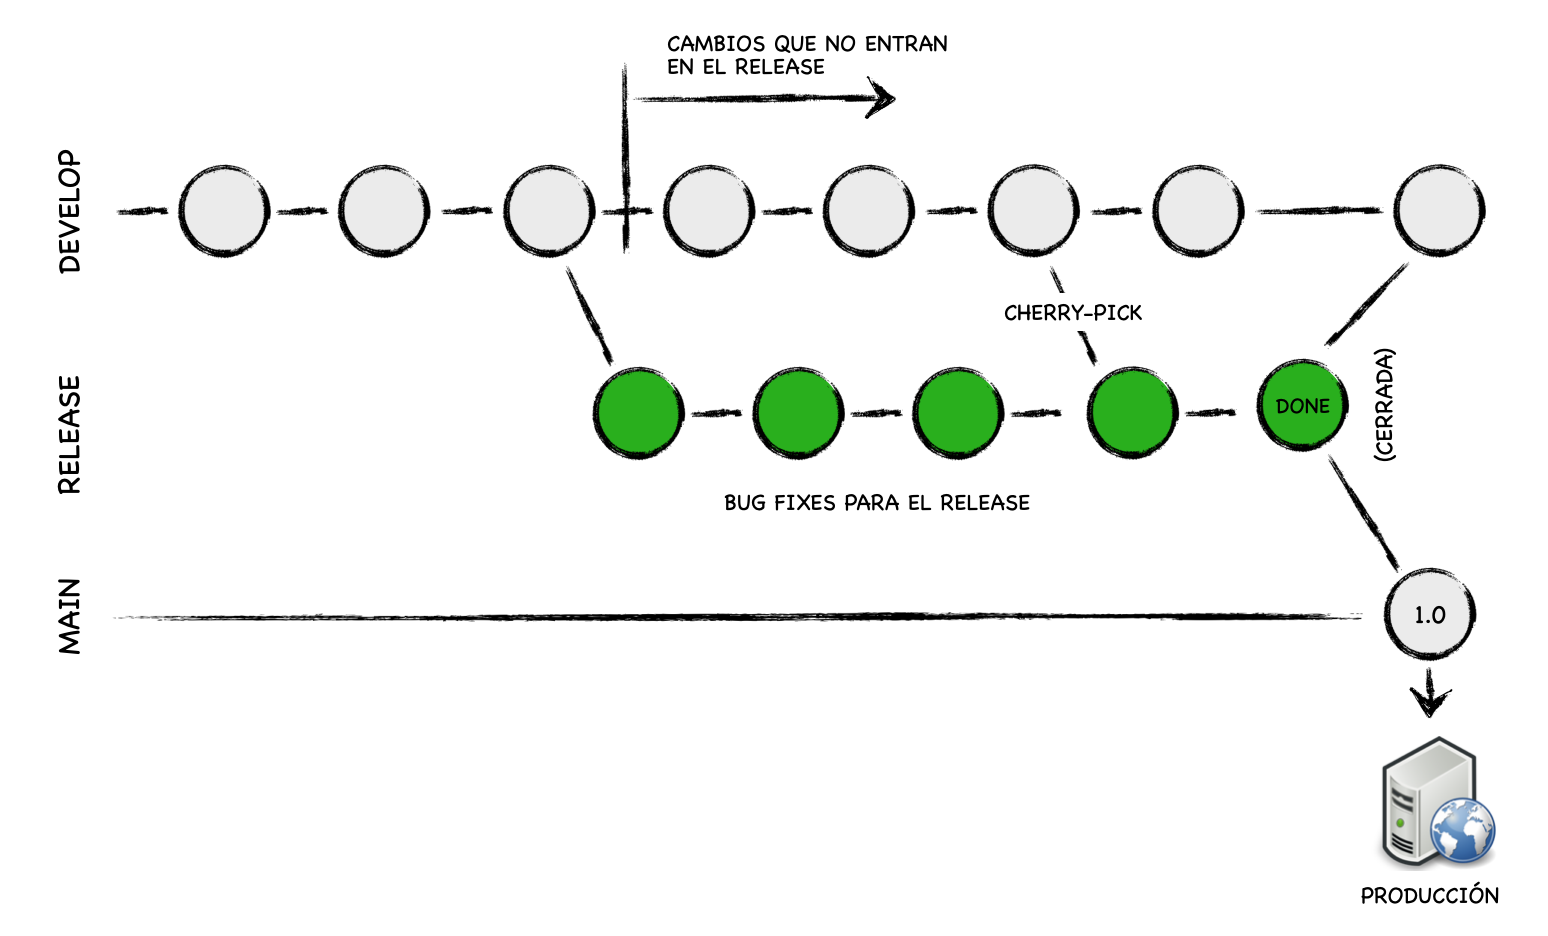 CAMBIOS QUE NO ENTRAN
EN EL RELEASE
DEVELOP
CHERRY-PICK
RELEASE
DONE
(CERRADA)
BUG FIXES PARA EL RELEASE
MAIN
1.0
PRODUCCIÓN